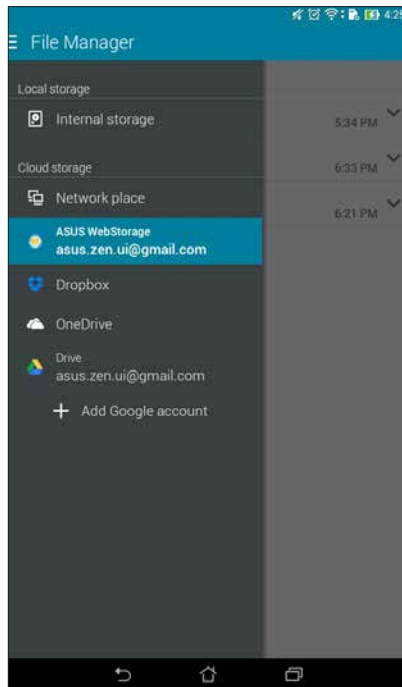 4:25
File Manager
Local storage
Internal storage
5:34 PM
Cloud storage
6:33 PM
Network place
6:21 PM
ASUS WebStorage
asus.zen.ui@gmail.com
Dropbox
OneDrive
Drive
asus.zen.ui@gmail.com
Add Google account